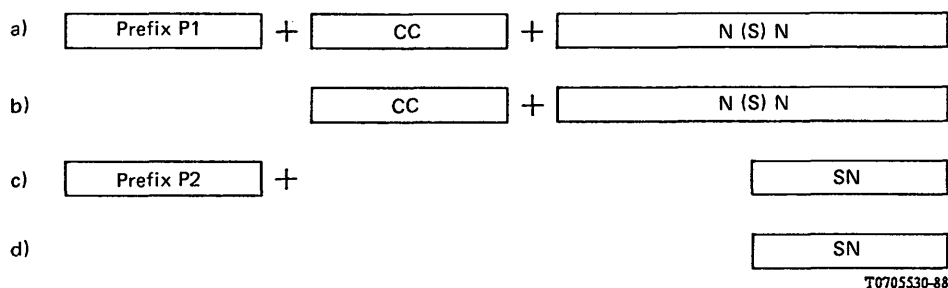 a) Prefix P1 + CC + N (S) N
b) CC + N (S) N
c) Prefix P2 + SN
d) SN
T0705530-88